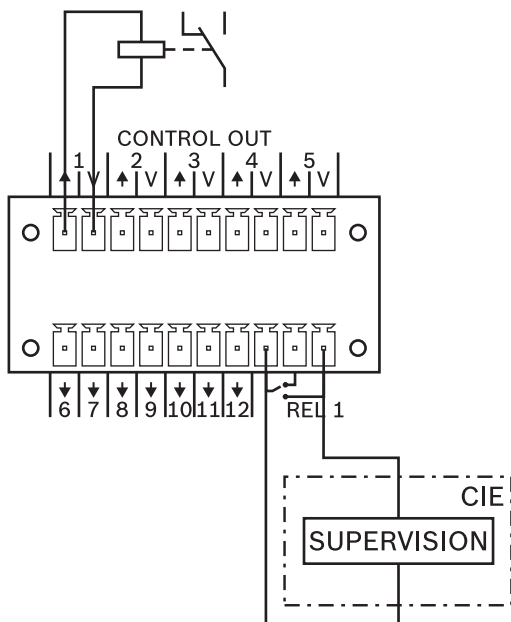 CONTROL OUT
1 2 3 4 5
V V V V V
6 7 8 9 10 11 12 REL 1
CIE
SUPERVISION